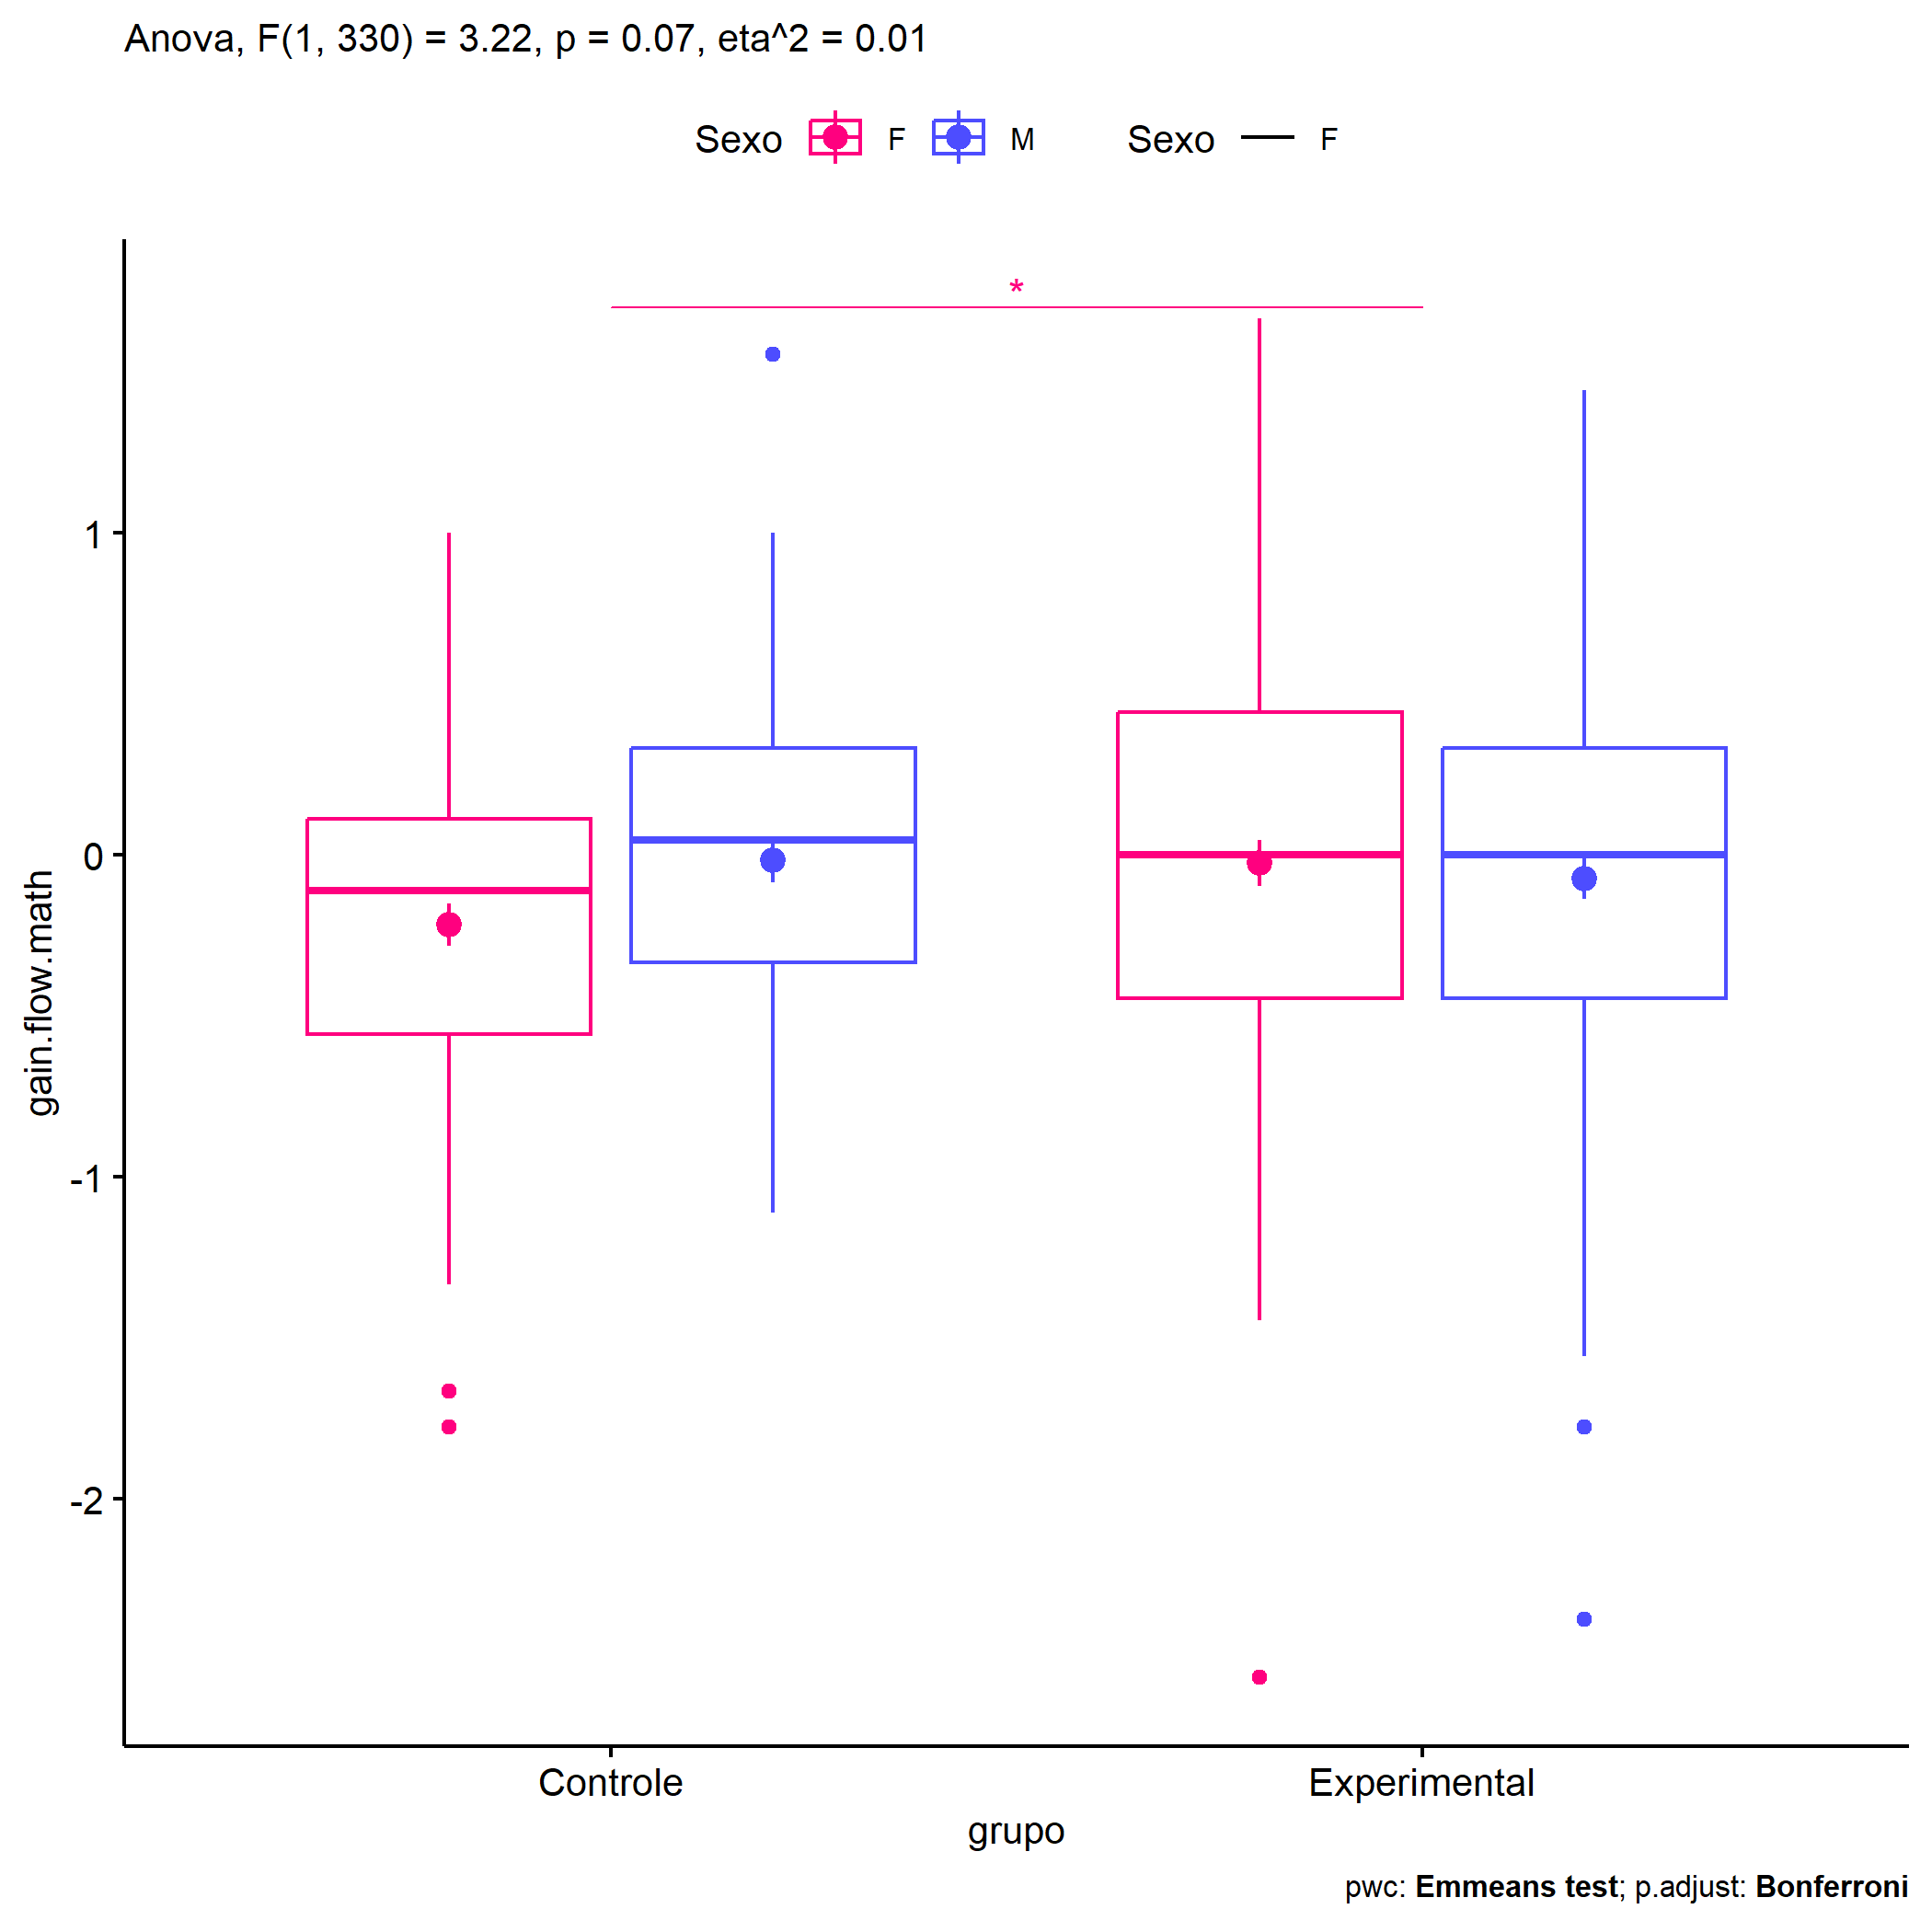 Anova, F(1, 330) = 3.22, p = 0.07, eta^2 = 0.01
Sexo F M Sexo F
*
1
0
-1
-2
gain.flow.math
Controle Experimental
grupo
pwc: Emmeans test; p.adjust: Bonferroni